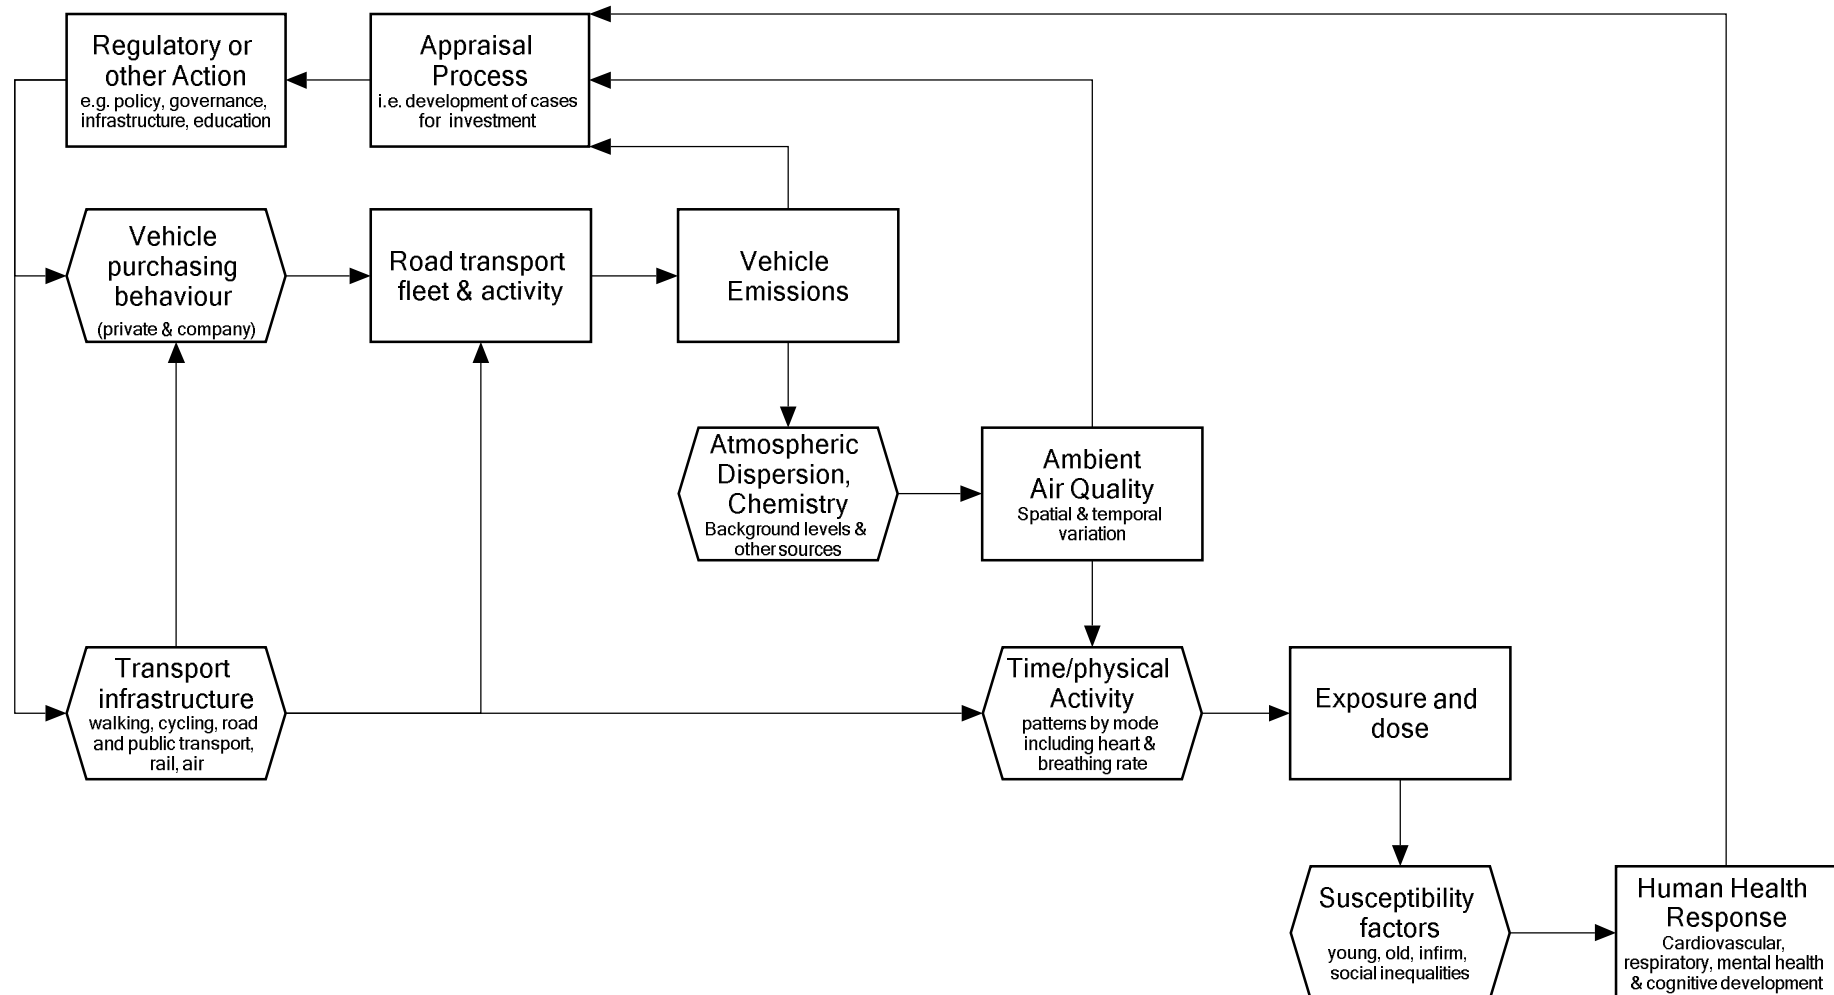 Regulatory or
other Action
e.g. policy, governance,
infrastructure, education
Appraisal
Process
i.e. development of cases
for investment
Vehicle
purchasing
behaviour
(private & company)
Road transport
fleet & activity
Vehicle
Emissions
Atmospheric
Dispersion,
Chemistry
Background levels &
other sources
Ambient
Air Quality
Spatial & temporal
variation
Transport
infrastructure
walking, cycling, road
and public transport,
rail, air
Time/physical
Activity
patterns by mode
including heart &
breathing rate
Exposure and
dose
Susceptibility
factors
young, old, infirm,
social inequalities
Human Health
Response
Cardiovascular,
respiratory, mental health
& cognitive development